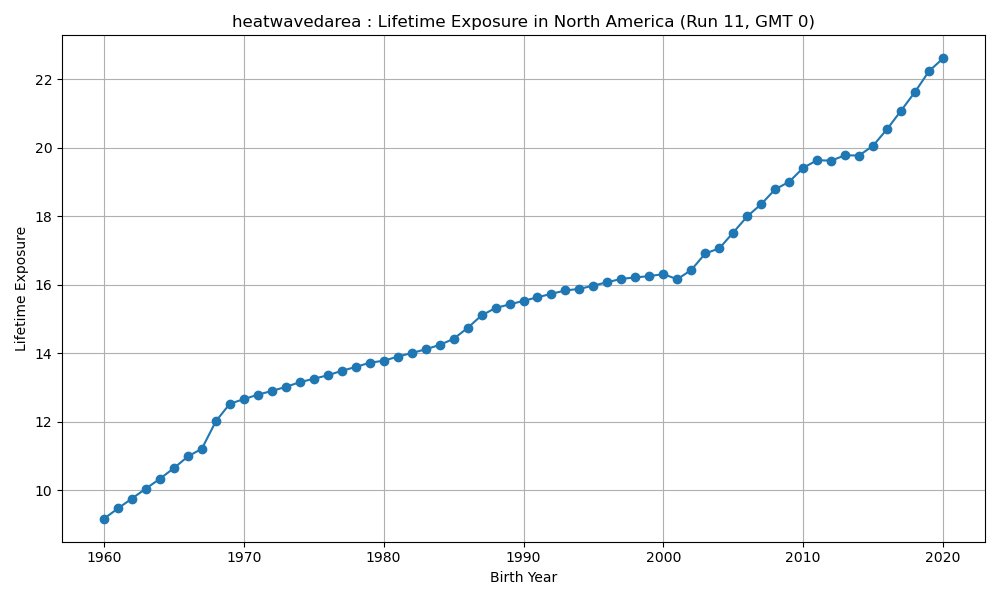 heatwavedarea : Lifetime Exposure in North America (Run 11, GMT 0)
Lifetime Exposure
22
20
18
16
14
12
10
1960 1970 1980 1990 2000 2010 2020
Birth Year